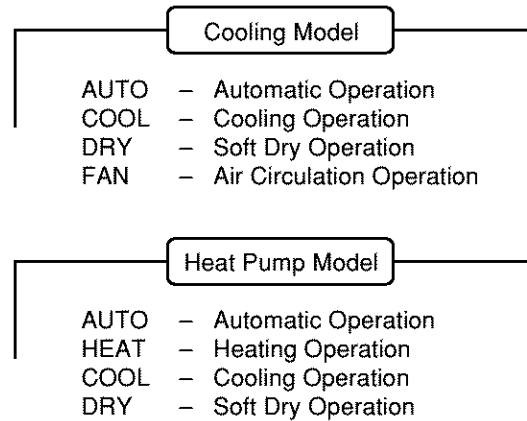 Cooling Model
AUTO – Automatic Operation
COOL – Cooling Operation
DRY – Soft Dry Operation
FAN – Air Circulation Operation
Heat Pump Model
AUTO – Automatic Operation
HEAT – Heating Operation
COOL – Cooling Operation
DRY – Soft Dry Operation